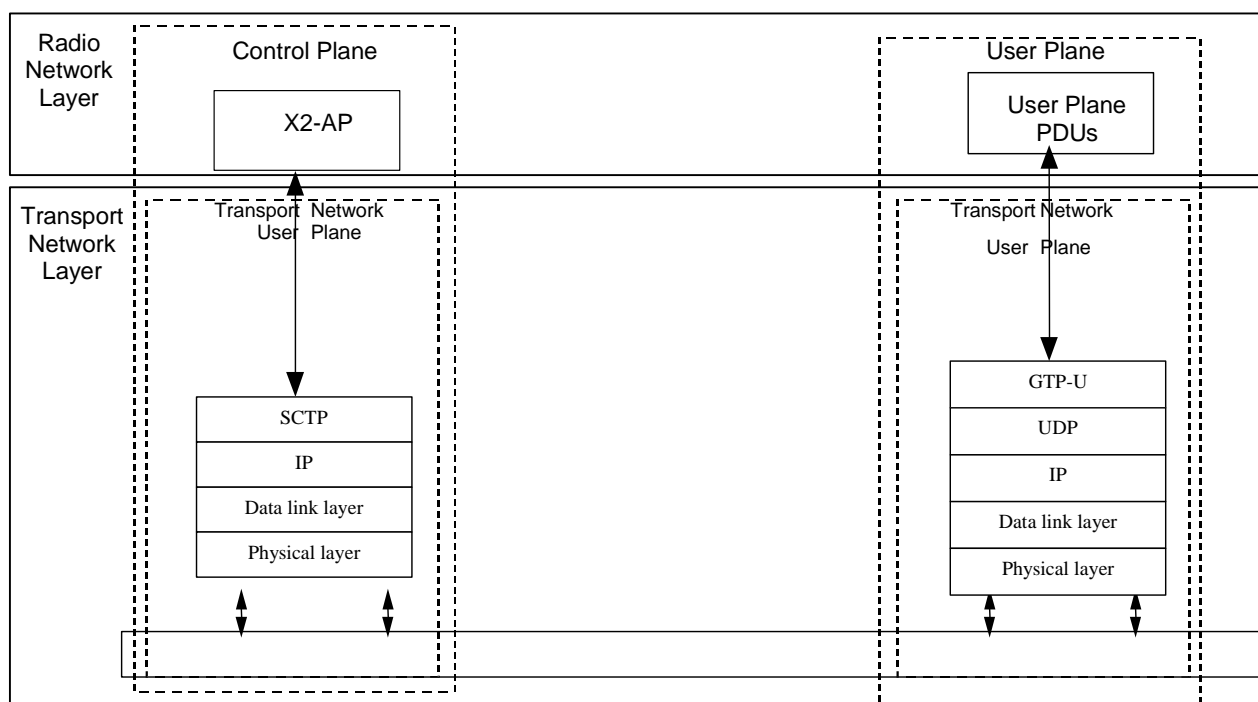 Radio
Network
Layer
Control Plane
X2-AP
User Plane
User Plane
PDUs
Transport
Network
Layer
Transport Network
User Plane
SCTP
IP
Data link layer
Physical layer
Transport Network
User Plane
GTP-U
UDP
IP
Data link layer
Physical layer